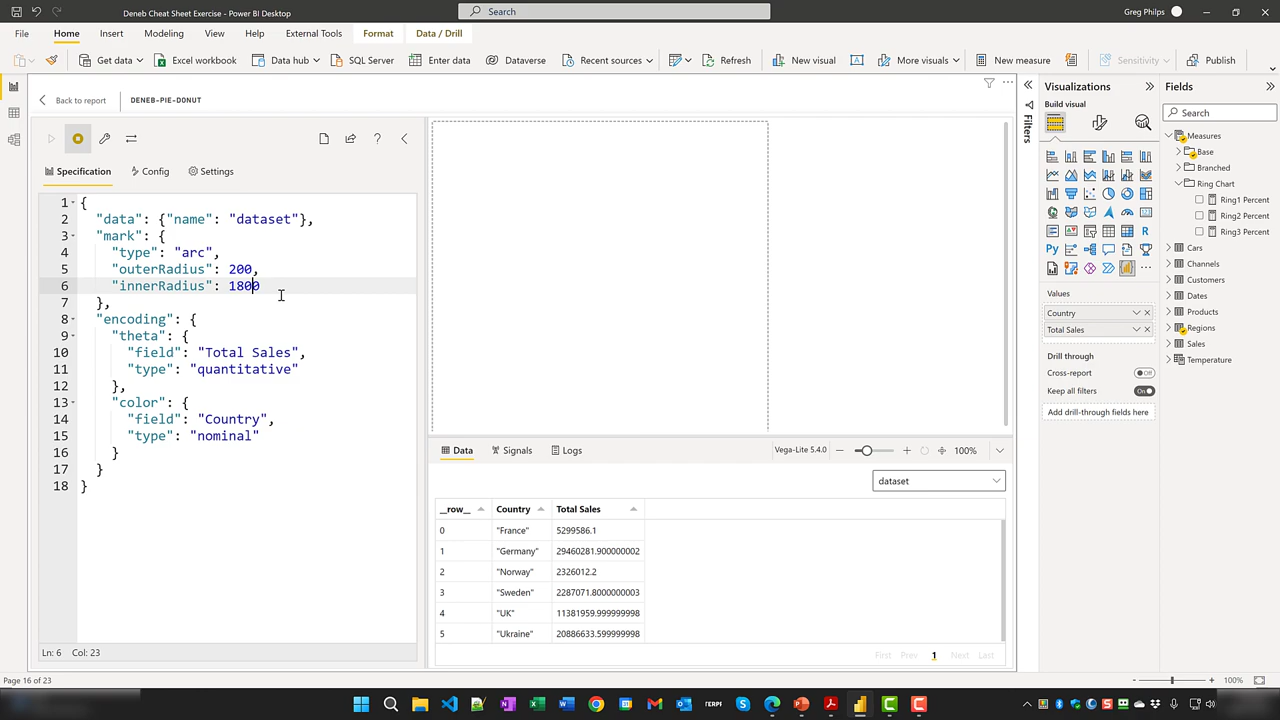 Deneb Cheat Sheet Exercise - Power BI Desktop
Search
Greg Philps
File Home Insert Modeling View Help External Tools Format Data / Drill
Get data Excel workbook Data hub SQL Server Enter data Dataverse Recent sources Refresh New visual More visuals New measure Sensitivity Publish
Back to report DENEB-PIE-DONUT
Specification Config Settings
1 {
2 "data": {"name": "dataset"},
3 "mark": {
4 "type": "arc",
5 "outerRadius": 200,
6 "innerRadius": 1800
7 },
8 "encoding": {
9 "theta": {
10 "field": "Total Sales",
11 "type": "quantitative"
12 },
13 "color": {
14 "field": "Country",
15 "type": "nominal"
16 }
17 }
18 }
Ln: 6 Col: 23
Data Signals Logs Vega-Lite 5.4.0 100%
dataset
__row__ Country Total Sales
0 "France" 5299586.1
1 "Germany" 29460281.900000002
2 "Norway" 2326012.2
3 "Sweden" 2287071.8000000003
4 "UK" 11381959.999999998
5 "Ukraine" 20886633.599999998
First Prev 1 Next Last
Filters
Visualizations
Build visual
R
Py
Values
Country
Total Sales
Drill through
Cross-report Off
Keep all filters On
Add drill-through fields here
Fields
Search
Measures
Base
Branched
Ring Chart
Ring1 Percent
Ring2 Percent
Ring3 Percent
Cars
Channels
Customers
Dates
Products
Regions
Sales
Temperature
Page 16 of 23
100%